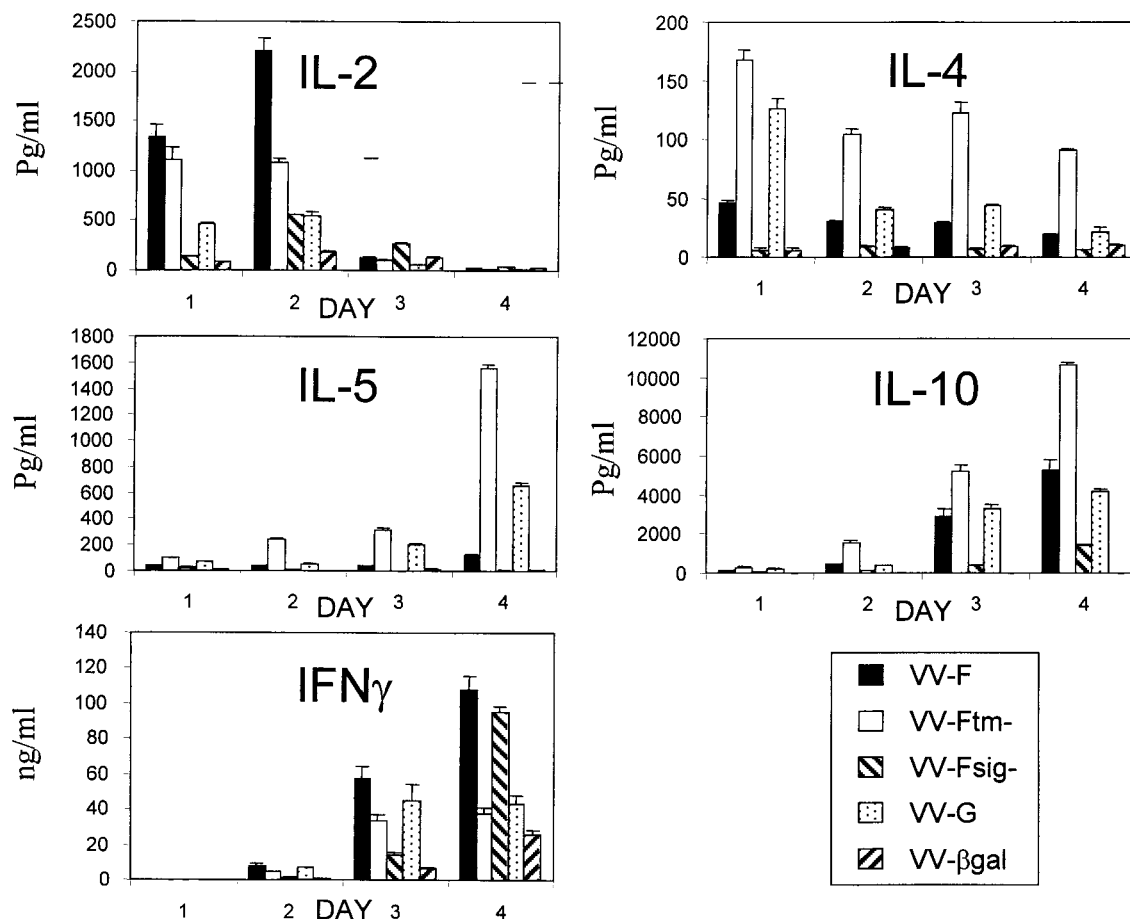 IL-2
Pg/ml
2500
2000
1500
1000
500
0
1
2
3
4
DAY
IL-4
Pg/ml
200
150
100
50
0
1
2
3
4
DAY
IL-5
Pg/ml
1800
1600
1400
1200
1000
800
600
400
200
0
1
2
3
4
DAY
IL-10
Pg/ml
12000
10000
8000
6000
4000
2000
0
1
2
3
4
DAY
IFNγ
ng/ml
140
120
100
80
60
40
20
0
1
2
3
4
DAY
VV-F
VV-Ftm-
VV-Fsig-
VV-G
VV-βgal